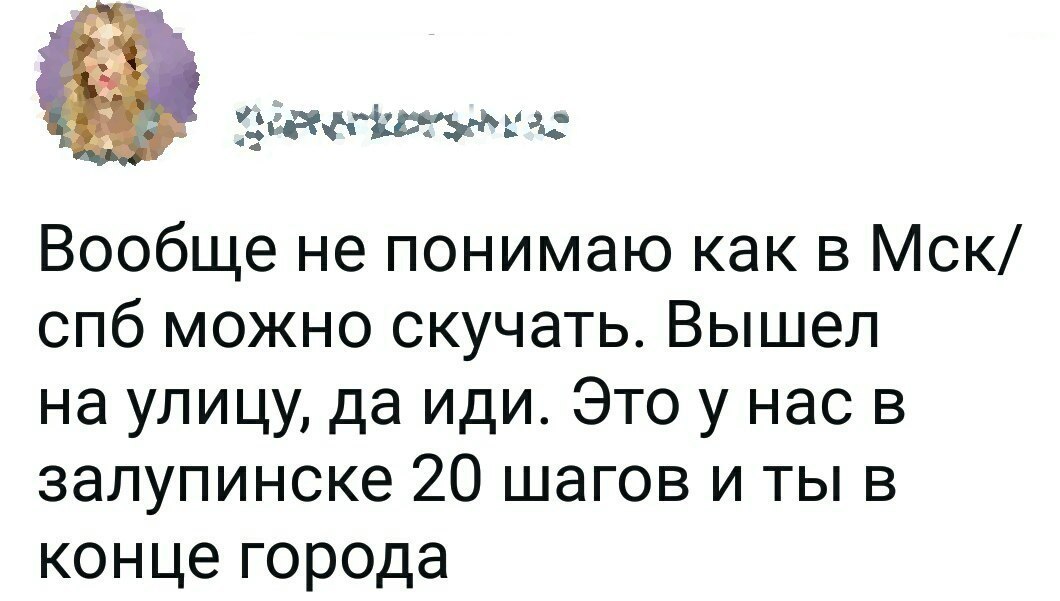 Вообще не понимаю как в Мск/
спб можно скучать. Вышел
на улицу, да иди. Это у нас в
залупинске 20 шагов и ты в
конце города